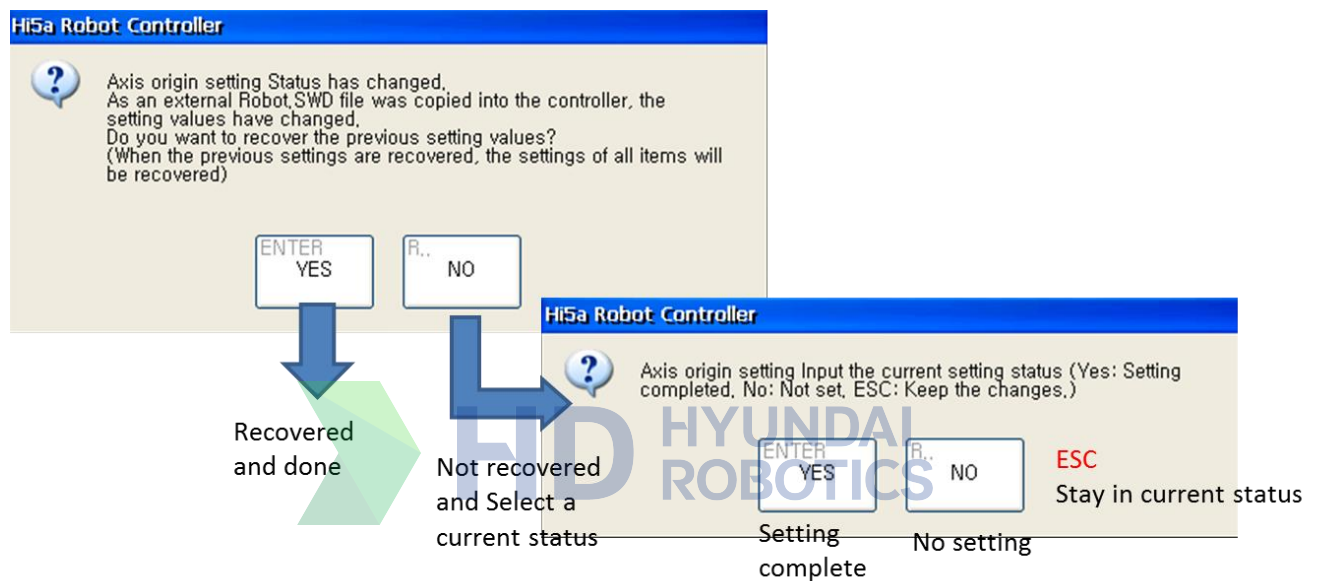 Hi5a Robot Controller
Axis origin setting Status has changed.
As an external Robot.SWD file was copied into the controller, the
setting values have changed.
Do you want to recover the previous setting values?
(When the previous settings are recovered, the settings of all items will
be recovered)
ENTER
YES
R..
NO
Recovered
and done
Not recovered
and Select a
current status
Hi5a Robot Controller
Axis origin setting Input the current setting status (Yes: Setting
completed, No: Not set, ESC: Keep the changes.)
ENTER
YES
R..
NO
ESC
Stay in current status
Setting
complete
No setting
HD HYUNDAI
ROBOTICS